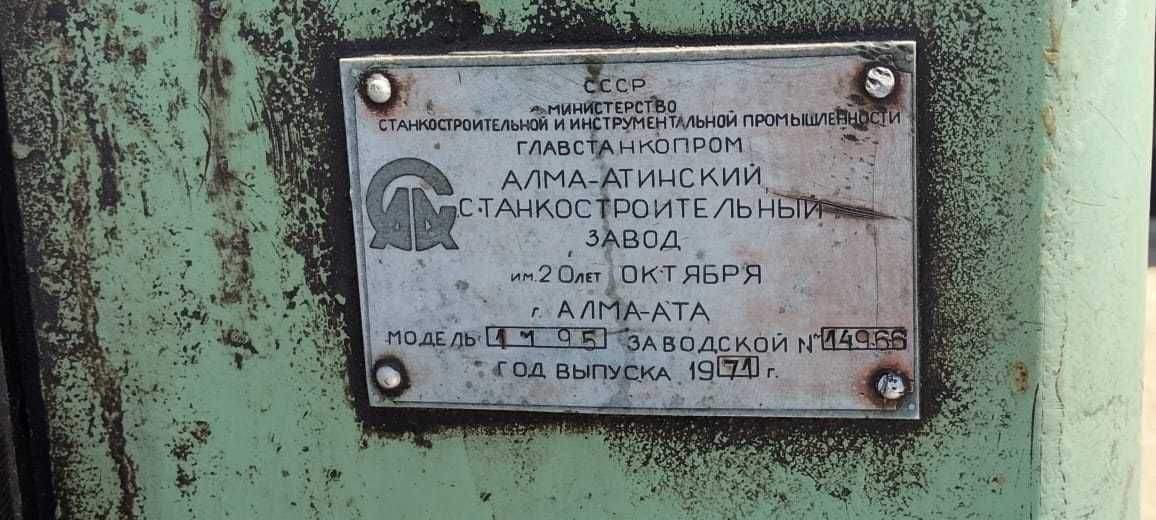 СССР
МИНИСТЕРСТВО
СТАНКОСТРОИТЕЛЬНОЙ И ИНСТРУМЕНТАЛЬНОЙ ПРОМЫШЛЕННОСТИ
ГЛАВСТАНКОПРОМ
АЛМА-АТИНСКИЙ
СТАНКОСТРОИТЕЛЬНЫЙ
ЗАВОД
им. 20 лет ОКТЯБРЯ
г. АЛМА-АТА
МОДЕЛЬ 1М95 ЗАВОДСКОЙ № 14966
ГОД ВЫПУСКА 1971 г.